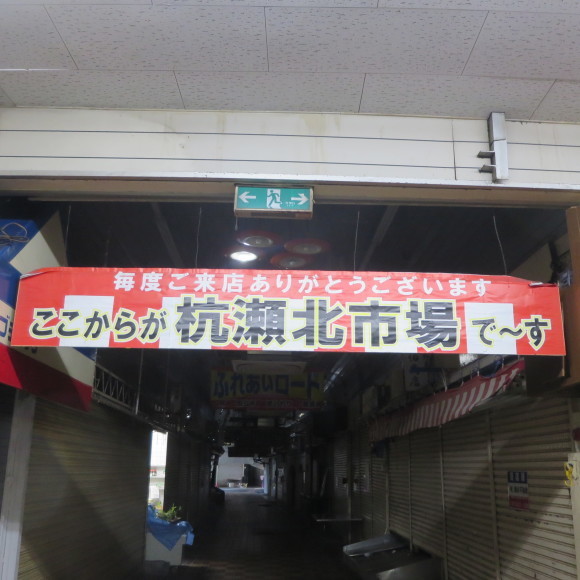 毎度ご来店ありがとうございます
ここからが 杭瀬北市場 で〜す
ふれあいロード